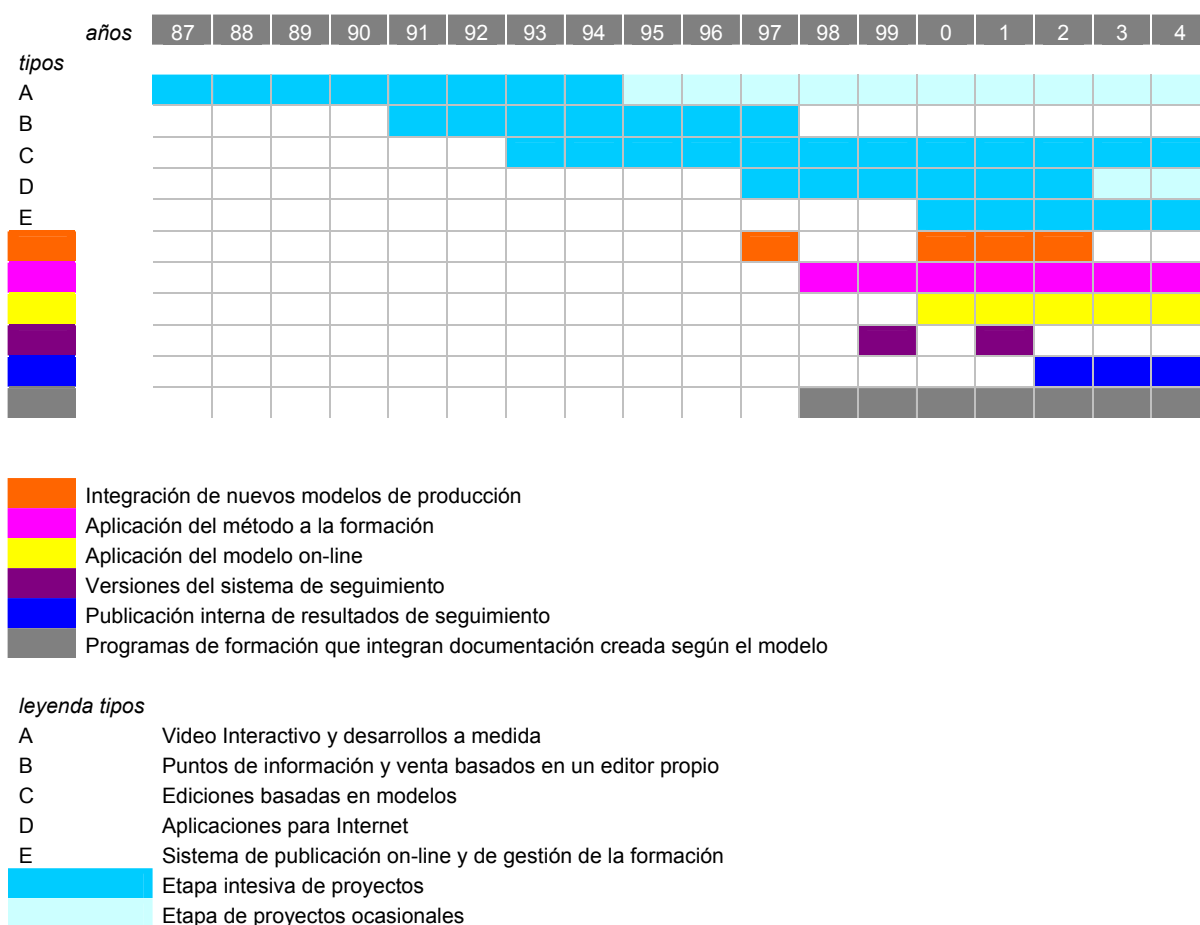 años 87 88 89 90 91 92 93 94 95 96 97 98 99 0 1 2 3 4
tipos
A
B
C
D
E
Integración de nuevos modelos de producción
Aplicación del método a la formación
Aplicación del modelo on-line
Versiones del sistema de seguimiento
Publicación interna de resultados de seguimiento
Programas de formación que integran documentación creada según el modelo
leyenda tipos
A Video Interactivo y desarrollos a medida
B Puntos de información y venta basados en un editor propio
C Ediciones basadas en modelos
D Aplicaciones para Internet
E Sistema de publicación on-line y de gestión de la formación
Etapa intesiva de proyectos
Etapa de proyectos ocasionales